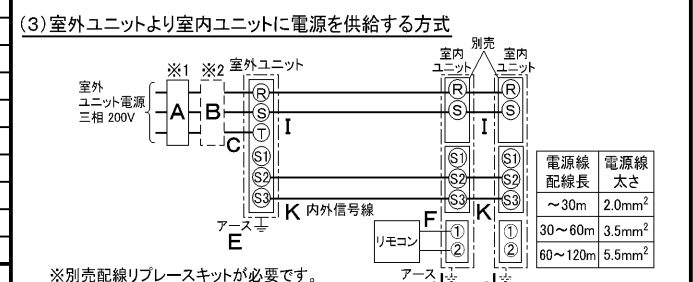 (3)室外ユニットより室内ユニットに電源を供給する方式
※1 ※2 室外ユニット
室内ユニット
別売
室内ユニット
室外
ユニット電源
三相 200V
A
B
C
R
S
T
S1
S2
S3
I
R
S
S1
S2
S3
I
R
S
S1
S2
S3
K 内外信号線
F
K
アース
E
リモコン
①
②
①
②
アース
電源線配線長 電源線太さ
～30m 2.0mm²
30～60m 3.5mm²
60～120m 5.5mm²
※別売配線リプレースキットが必要です。